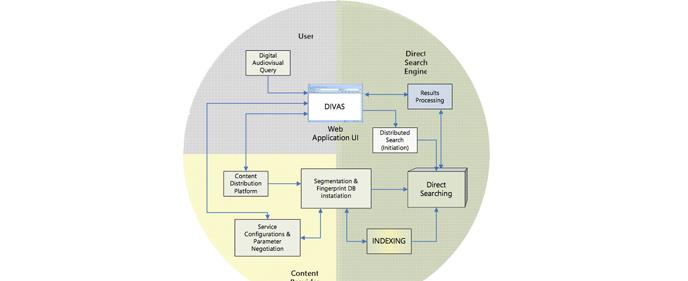 User
Digital
Audiovisual
Query
Direct
Search
Engine
DIVAS
Web
Application UI
Results
Processing
Distributed
Search
(Initiation)
Content
Distribution
Platform
Segmentation &
Fingerprint DB
instatiation
Direct
Searching
Service
Configurations &
Parameter
Negotiation
INDEXING
Content